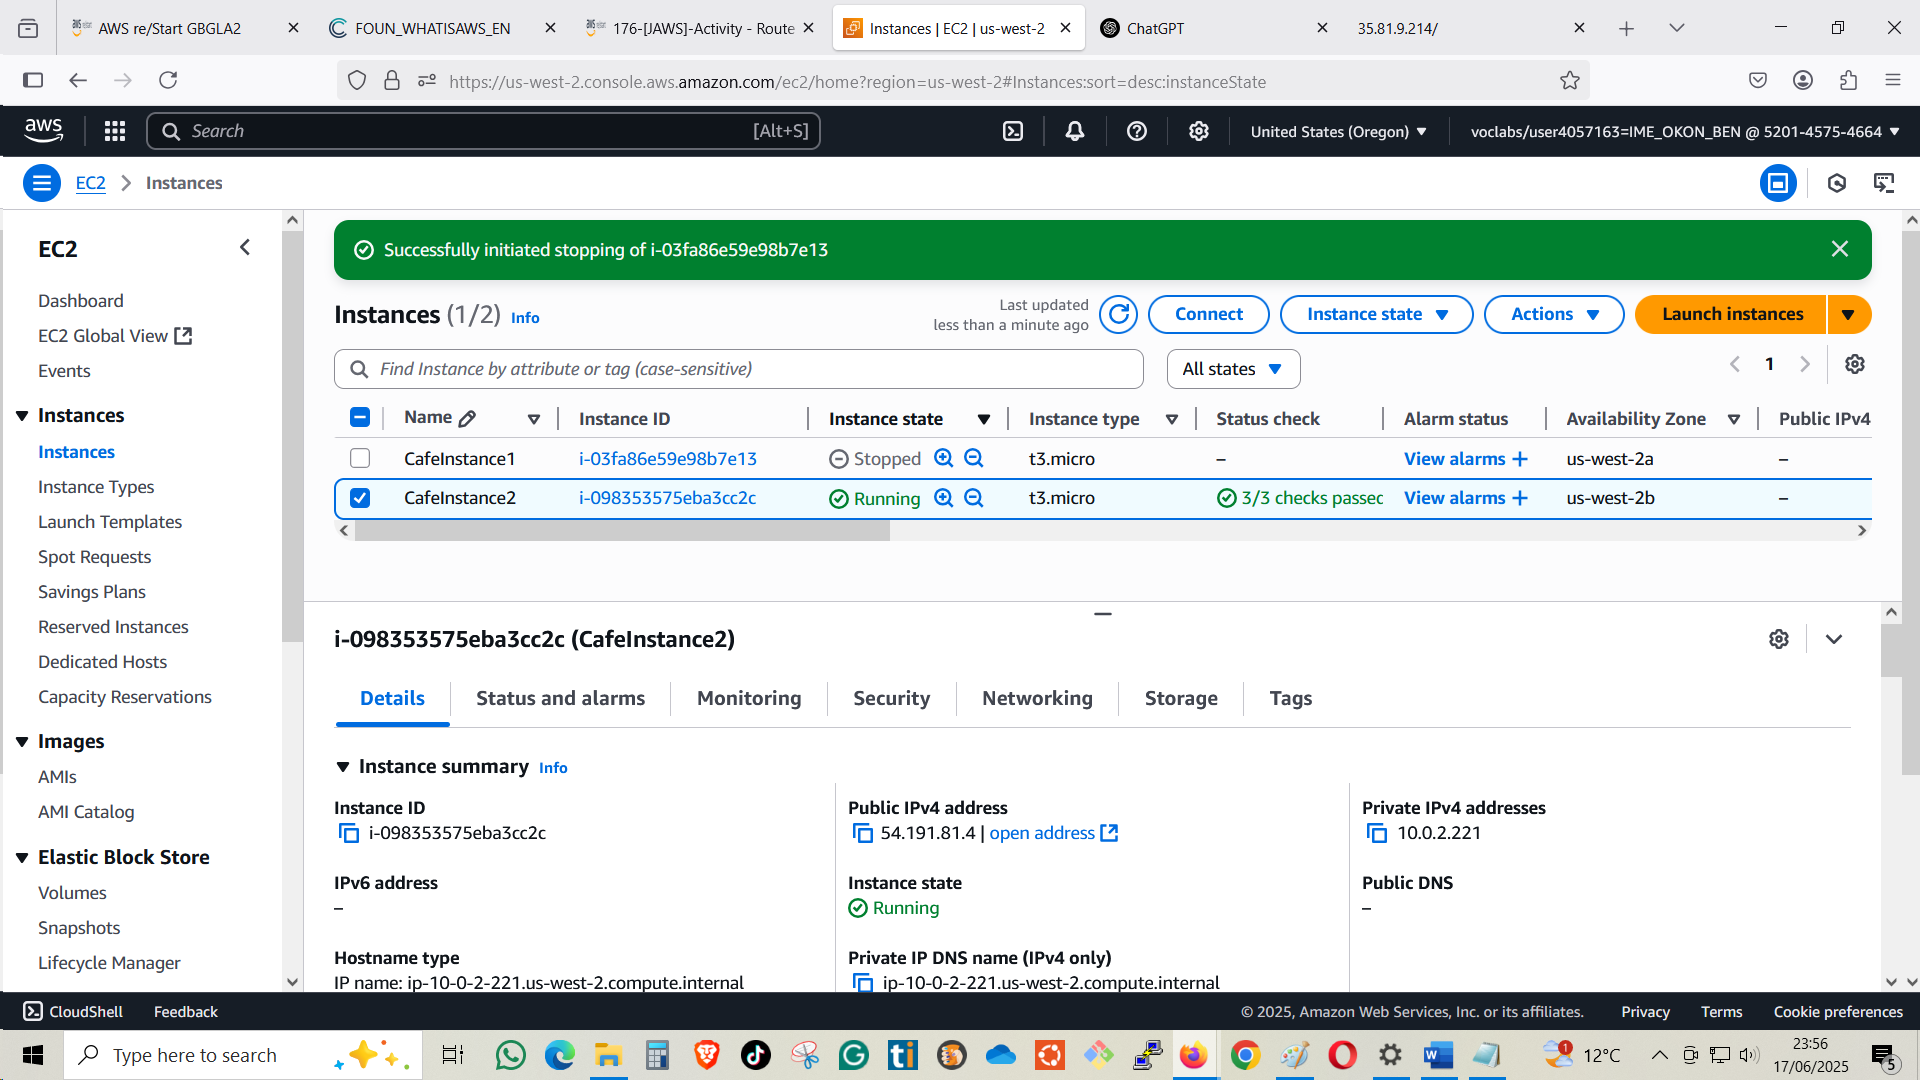 AWS re/Start GBGLA2
FOUN_WHATISAWS_EN
176-[JAWS]-Activity - Route
Instances | EC2 | us-west-2
ChatGPT
35.81.9.214/
https://us-west-2.console.aws.amazon.com/ec2/home?region=us-west-2#Instances:sort=desc:instanceState
aws
Search
[Alt+S]
United States (Oregon)
voclabs/user4057163=IME_OKON_BEN @ 5201-4575-4664
EC2
Instances
EC2
Dashboard
EC2 Global View
Events
Instances
Instances
Instance Types
Launch Templates
Spot Requests
Savings Plans
Reserved Instances
Dedicated Hosts
Capacity Reservations
Images
AMIs
AMI Catalog
Elastic Block Store
Volumes
Snapshots
Lifecycle Manager
Successfully initiated stopping of i-03fa86e59e98b7e13
Instances (1/2) Info
Last updated
less than a minute ago
Connect
Instance state
Actions
Launch instances
Find Instance by attribute or tag (case-sensitive)
All states
1
Name Instance ID Instance state Instance type Status check Alarm status Availability Zone Public IPv4
CafeInstance1 i-03fa86e59e98b7e13 Stopped t3.micro – View alarms + us-west-2a –
CafeInstance2 i-098353575eba3cc2c Running t3.micro 3/3 checks passed View alarms + us-west-2b –
i-098353575eba3cc2c (CafeInstance2)
Details Status and alarms Monitoring Security Networking Storage Tags
Instance summary Info
Instance ID
i-098353575eba3cc2c
Public IPv4 address
54.191.81.4 | open address
Private IPv4 addresses
10.0.2.221
IPv6 address
–
Instance state
Running
Public DNS
–
Hostname type
IP name: ip-10-0-2-221.us-west-2.compute.internal
Private IP DNS name (IPv4 only)
ip-10-0-2-221.us-west-2.compute.internal
CloudShell
Feedback
© 2025, Amazon Web Services, Inc. or its affiliates.
Privacy
Terms
Cookie preferences
Type here to search
1
12°C
23:56
17/06/2025
5